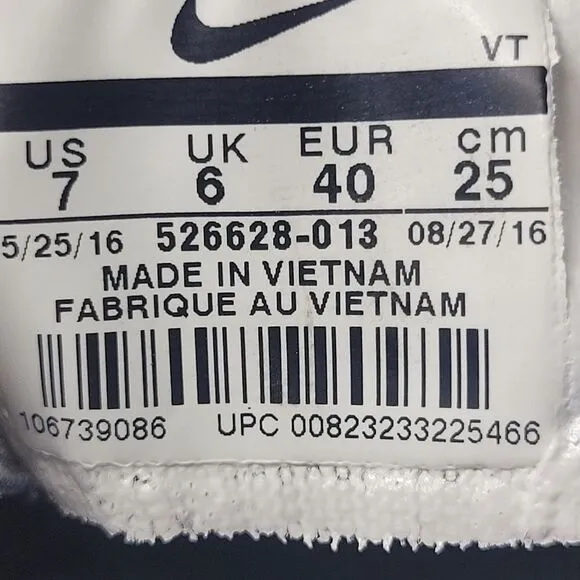 VT
US UK EUR cm
7 6 40 25
5/25/16 526628-013 08/27/16
MADE IN VIETNAM
FABRIQUE AU VIETNAM
106739086 UPC 00823233225466